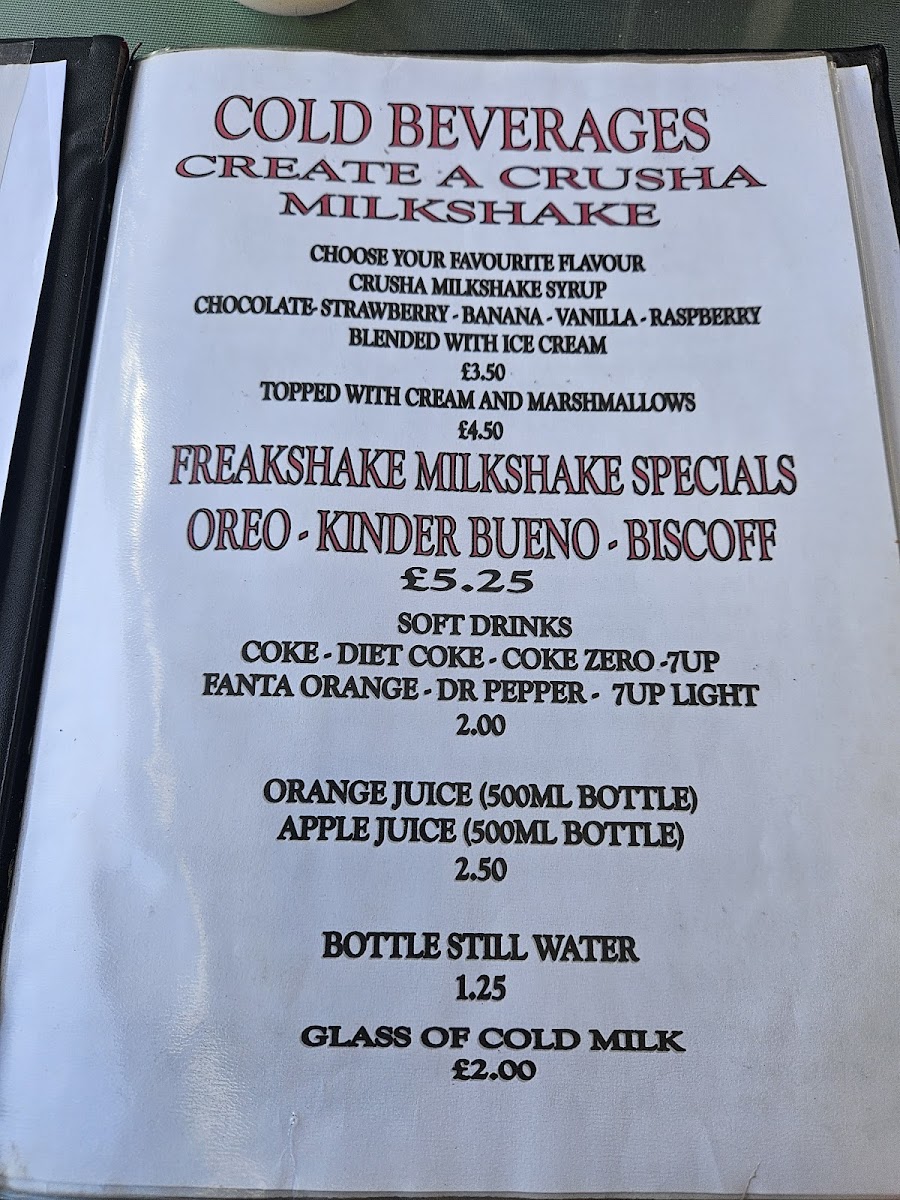 COLD BEVERAGES
CREATE A CRUSHA
MILKSHAKE
CHOOSE YOUR FAVOURITE FLAVOUR
CRUSHA MILKSHAKE SYRUP
CHOCOLATE- STRAWBERRY - BANANA - VANILLA - RASPBERRY
BLENDED WITH ICE CREAM
£3.50
TOPPED WITH CREAM AND MARSHMALLOWS
£4.50
FREAKSHAKE MILKSHAKE SPECIALS
OREO - KINDER BUENO - BISCOFF
£5.25
SOFT DRINKS
COKE - DIET COKE - COKE ZERO -7UP
FANTA ORANGE - DR PEPPER - 7UP LIGHT
2.00
ORANGE JUICE (500ML BOTTLE)
APPLE JUICE (500ML BOTTLE)
2.50
BOTTLE STILL WATER
1.25
GLASS OF COLD MILK
£2.00